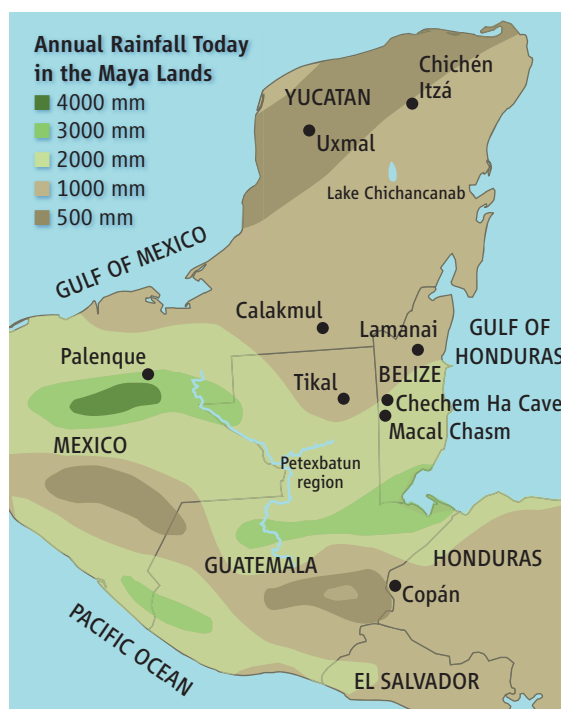 Annual Rainfall Today
in the Maya Lands
4000 mm
3000 mm
2000 mm
1000 mm
500 mm
Chichén
Itzá
YUCATAN
Uxmal
Lake Chichancanab
GULF OF MEXICO
Calakmul
Lamanai
GULF OF
HONDURAS
Palenque
Tikal
BELIZE
Chechem Ha Cave
Macal Chasm
MEXICO
Petexbatun
region
GUATEMALA
HONDURAS
Copán
PACIFIC OCEAN
EL SALVADOR